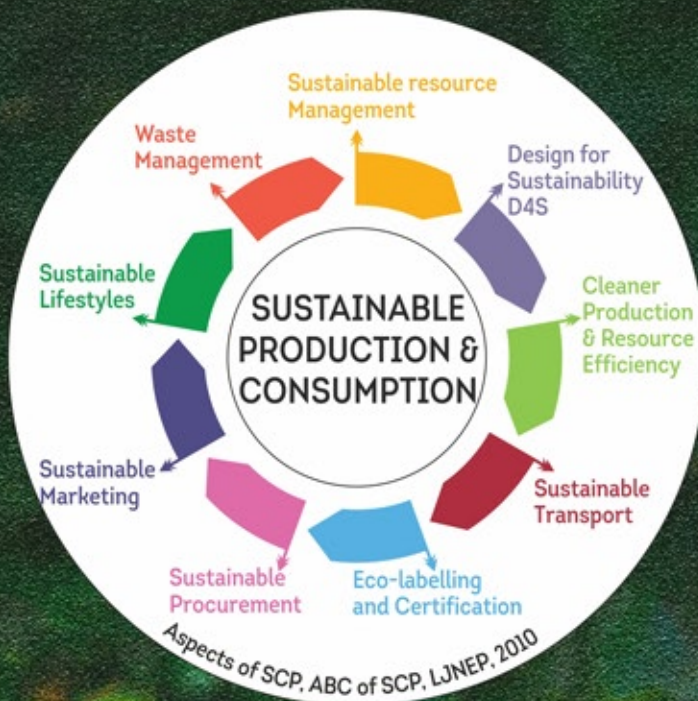 Sustainable resource
Management
Design for
Sustainability
D4S
Cleaner
Production
& Resource
Efficiency
Sustainable
Transport
Eco-labelling
and Certification
Sustainable
Procurement
Sustainable
Marketing
Sustainable
Lifestyles
Waste
Management
SUSTAINABLE
PRODUCTION &
CONSUMPTION
Aspects of SCP, ABC of SCP, LJNEP, 2010